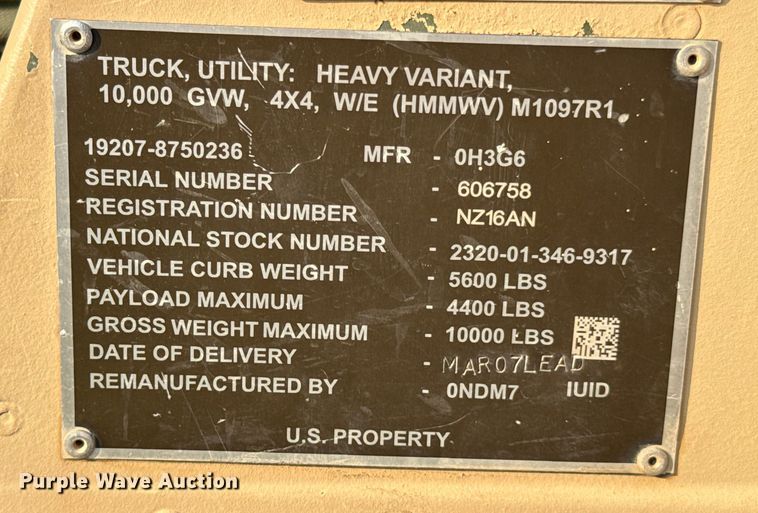 TRUCK, UTILITY: HEAVY VARIANT,
10,000 GVW, 4X4, W/E (HMMWV) M1097R1
19207-8750236 MFR - 0H3G6
SERIAL NUMBER - 606758
REGISTRATION NUMBER - NZ16AN
NATIONAL STOCK NUMBER - 2320-01-346-9317
VEHICLE CURB WEIGHT - 5600 LBS
PAYLOAD MAXIMUM - 4400 LBS
GROSS WEIGHT MAXIMUM - 10000 LBS
DATE OF DELIVERY - MAR07LEAD
REMANUFACTURED BY - 0NDM7 IUID
U.S. PROPERTY
Purple Wave Auction